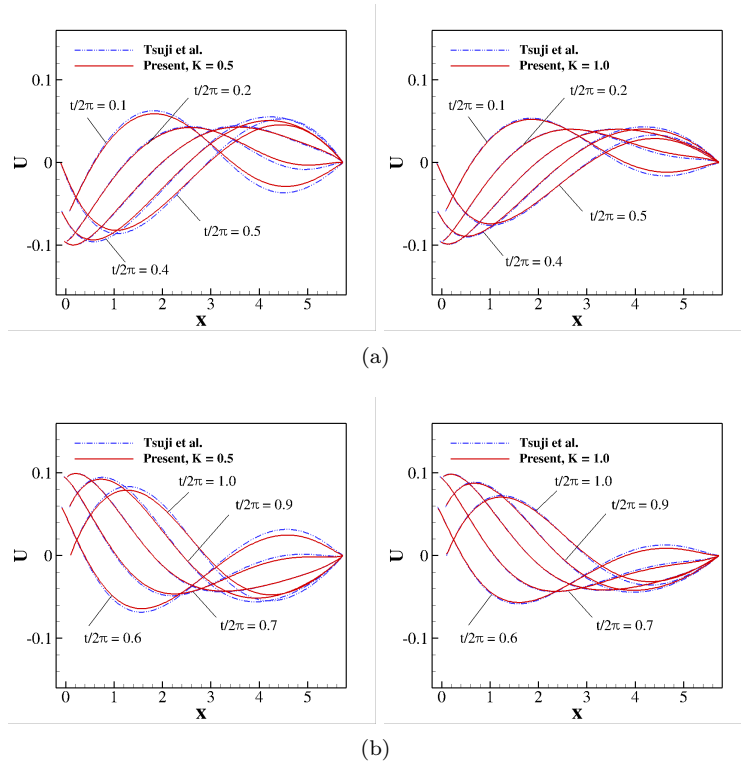 Tsuji et al.
Present, K = 0.5
t/2π = 0.1
t/2π = 0.2
t/2π = 0.5
t/2π = 0.4
U
0.1
0
-0.1
0 1 2 3 4 5
X
Tsuji et al.
Present, K = 1.0
t/2π = 0.1
t/2π = 0.2
t/2π = 0.5
t/2π = 0.4
U
0.1
0
-0.1
0 1 2 3 4 5
X
(a)
Tsuji et al.
Present, K = 0.5
t/2π = 1.0
t/2π = 0.9
t/2π = 0.7
t/2π = 0.6
U
0.1
0
-0.1
0 1 2 3 4 5
X
Tsuji et al.
Present, K = 1.0
t/2π = 1.0
t/2π = 0.9
t/2π = 0.7
t/2π = 0.6
U
0.1
0
-0.1
0 1 2 3 4 5
X
(b)